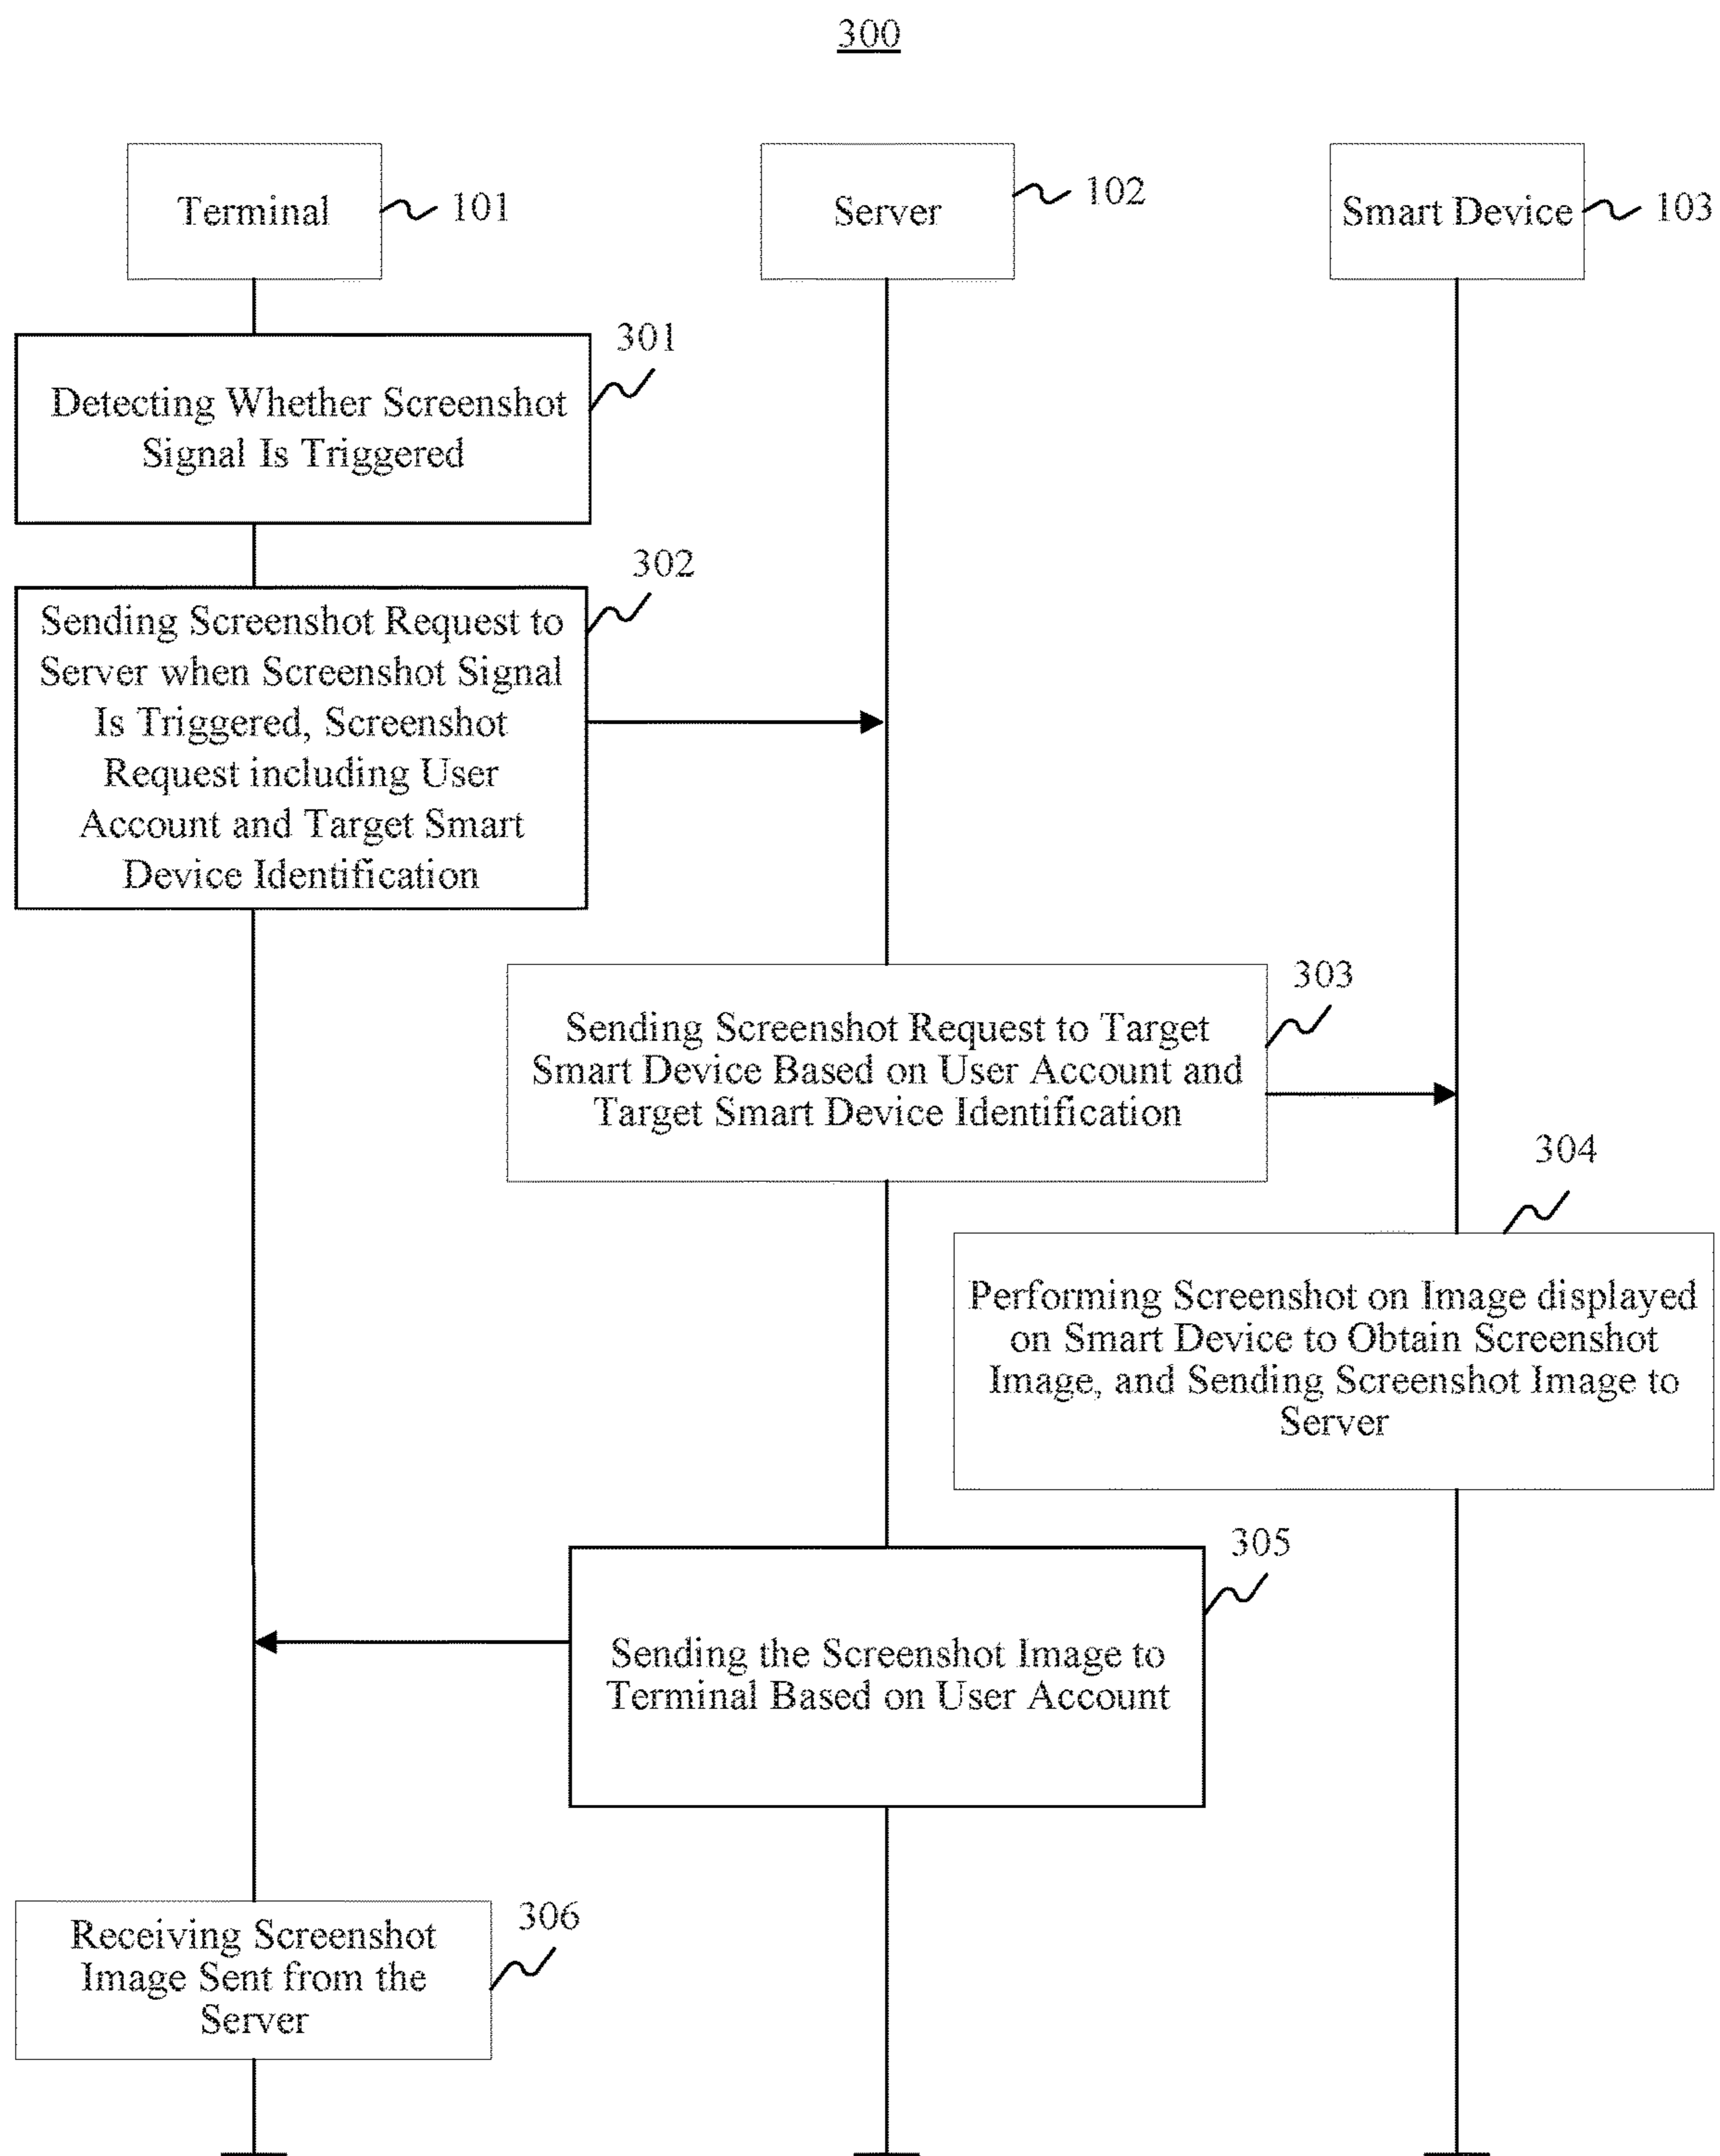 300
Terminal
101
Server
102
Smart Device
103
301
Detecting Whether Screenshot
Signal Is Triggered
302
Sending Screenshot Request to
Server when Screenshot Signal
Is Triggered, Screenshot
Request including User
Account and Target Smart
Device Identification
303
Sending Screenshot Request to Target
Smart Device Based on User Account and
Target Smart Device Identification
304
Performing Screenshot on Image displayed
on Smart Device to Obtain Screenshot
Image, and Sending Screenshot Image to
Server
305
Sending the Screenshot Image to
Terminal Based on User Account
306
Receiving Screenshot
Image Sent from the
Server